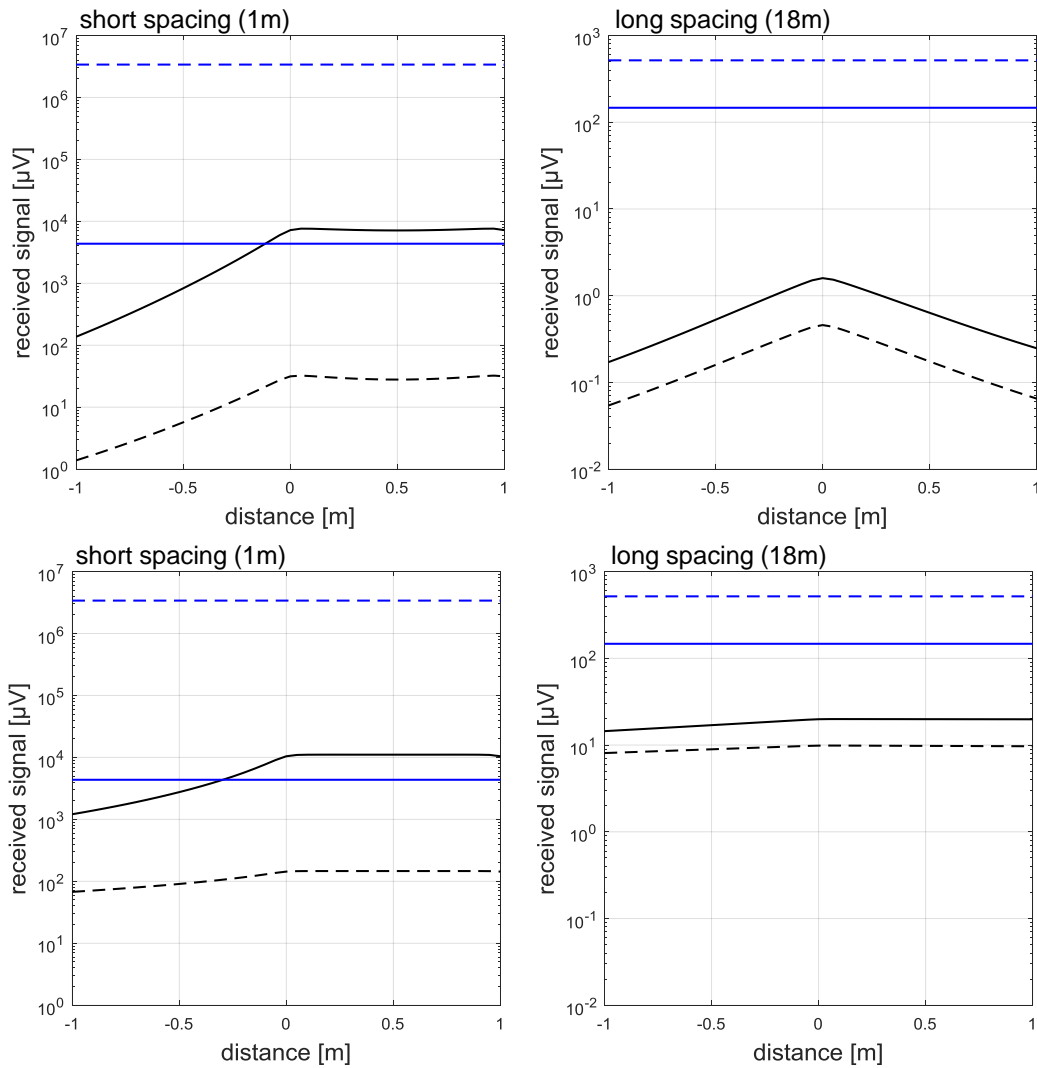 short spacing (1m)
10^7
10^6
10^5
10^4
10^3
10^2
10^1
10^0
received signal [µV]
-1 -0.5 0 0.5 1
distance [m]
long spacing (18m)
10^3
10^2
10^1
10^0
10^-1
10^-2
received signal [µV]
-1 -0.5 0 0.5 1
distance [m]
short spacing (1m)
10^7
10^6
10^5
10^4
10^3
10^2
10^1
10^0
received signal [µV]
-1 -0.5 0 0.5 1
distance [m]
long spacing (18m)
10^3
10^2
10^1
10^0
10^-1
10^-2
received signal [µV]
-1 -0.5 0 0.5 1
distance [m]